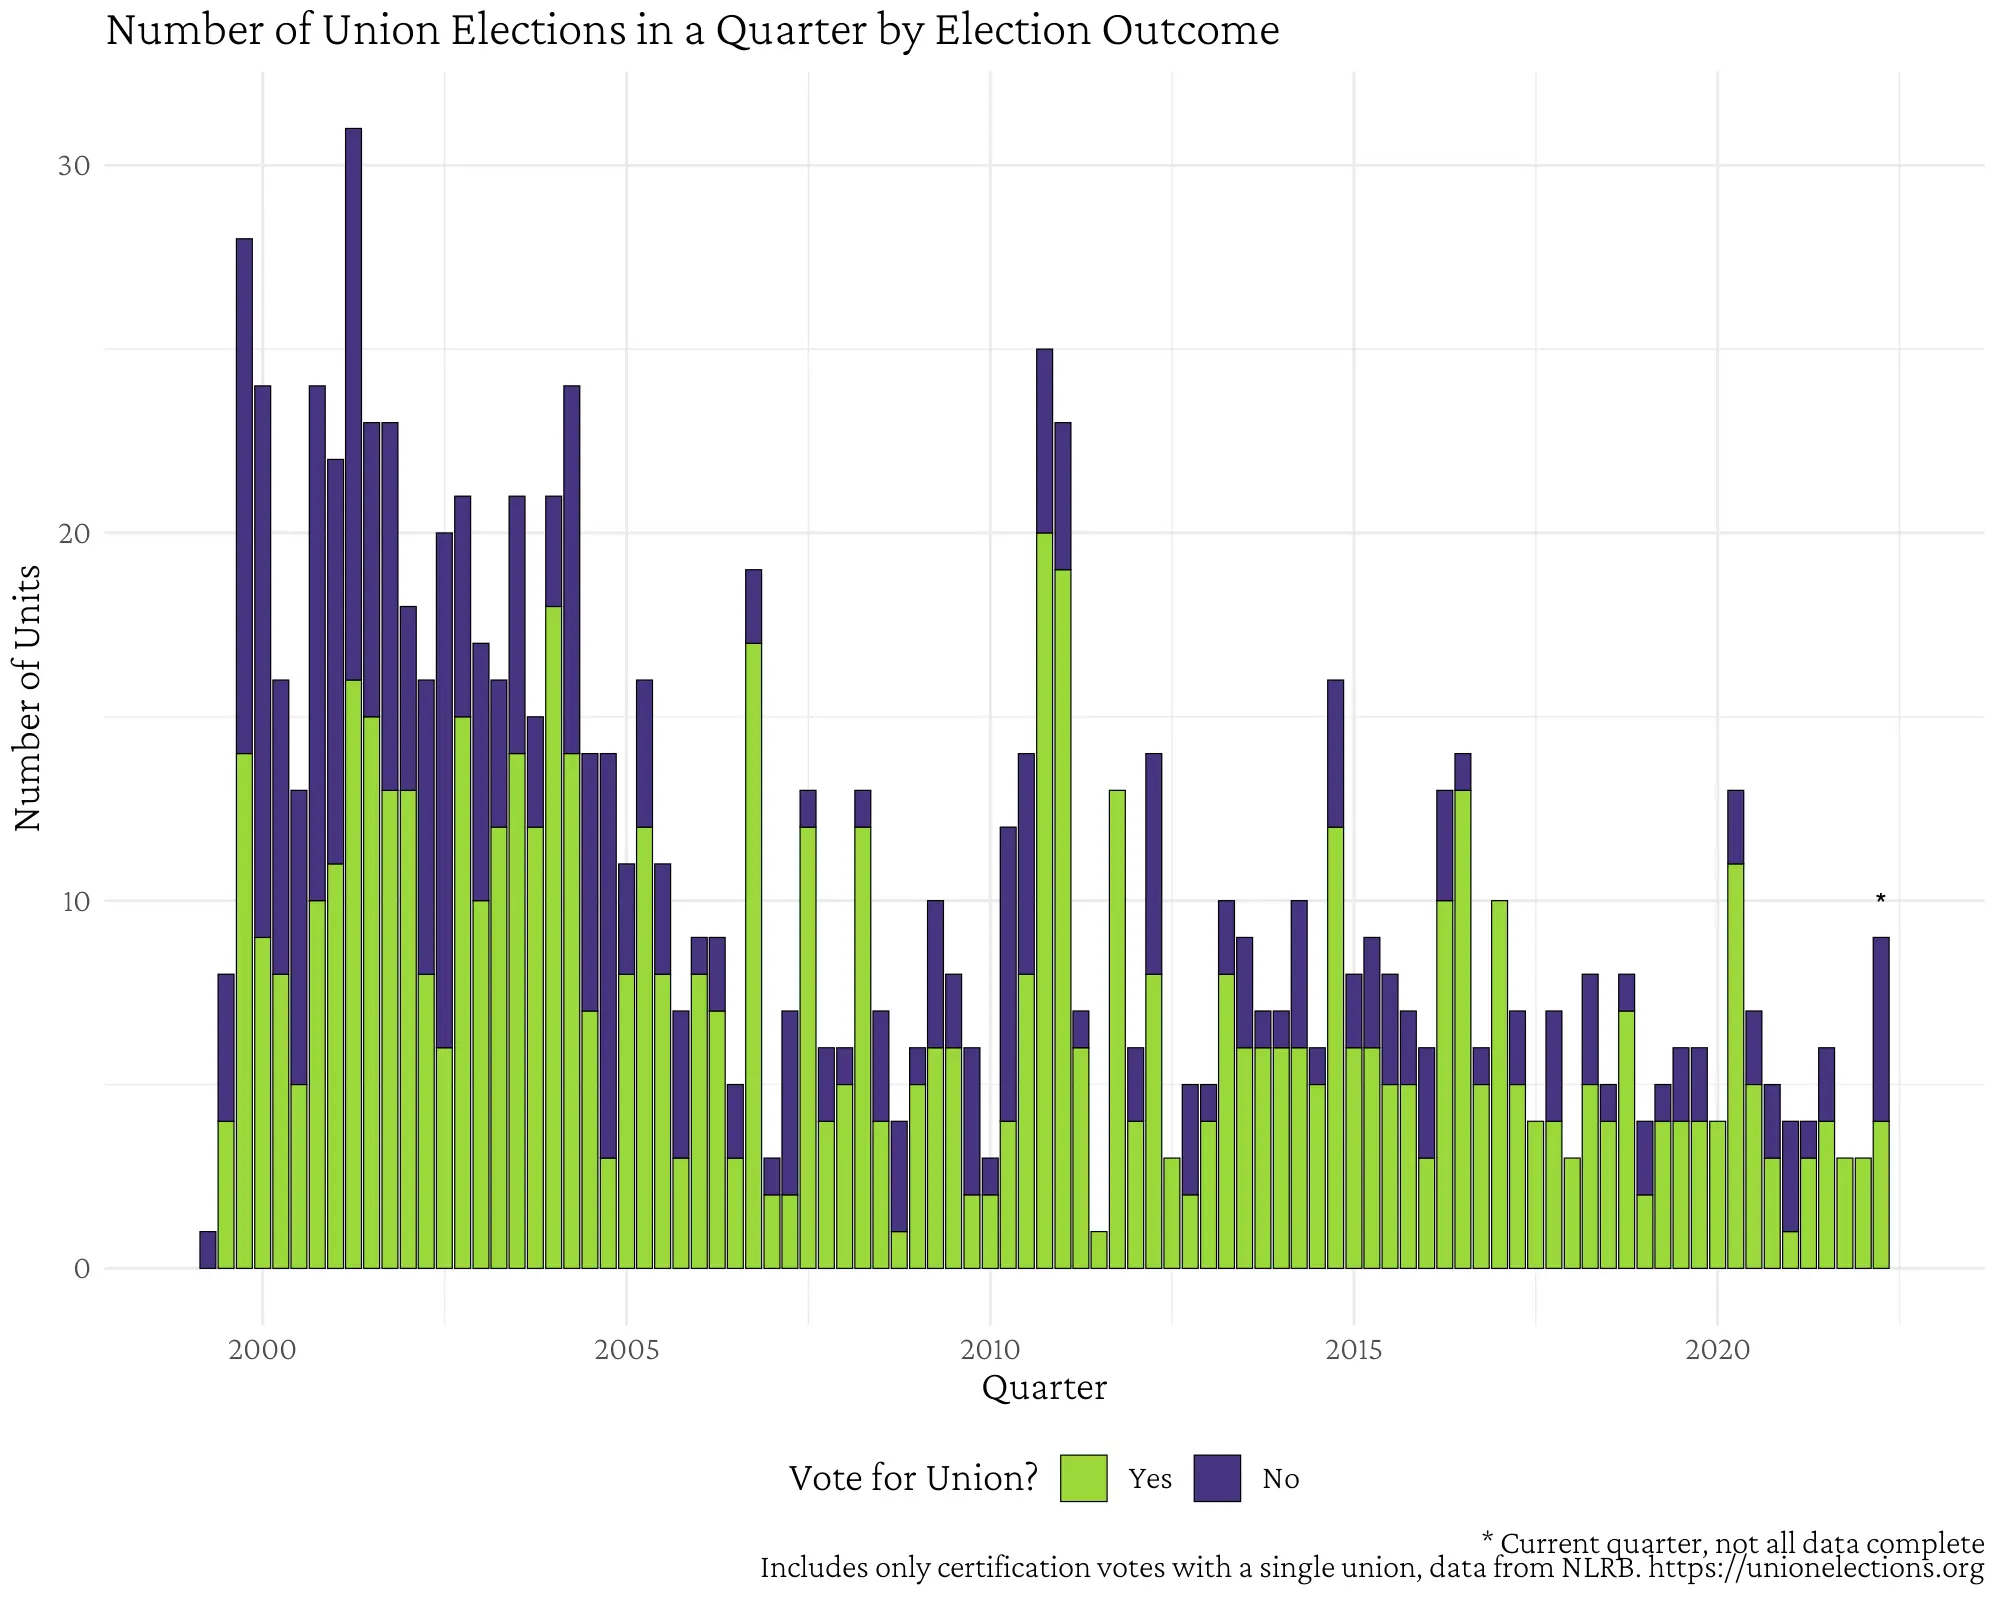 Number of Union Elections in a Quarter by Election Outcome
30
20
10
0
Number of Units
*
2000 2005 2010 2015 2020
Quarter
Vote for Union? Yes No
* Current quarter, not all data complete
Includes only certification votes with a single union, data from NLRB. https://unionelections.org